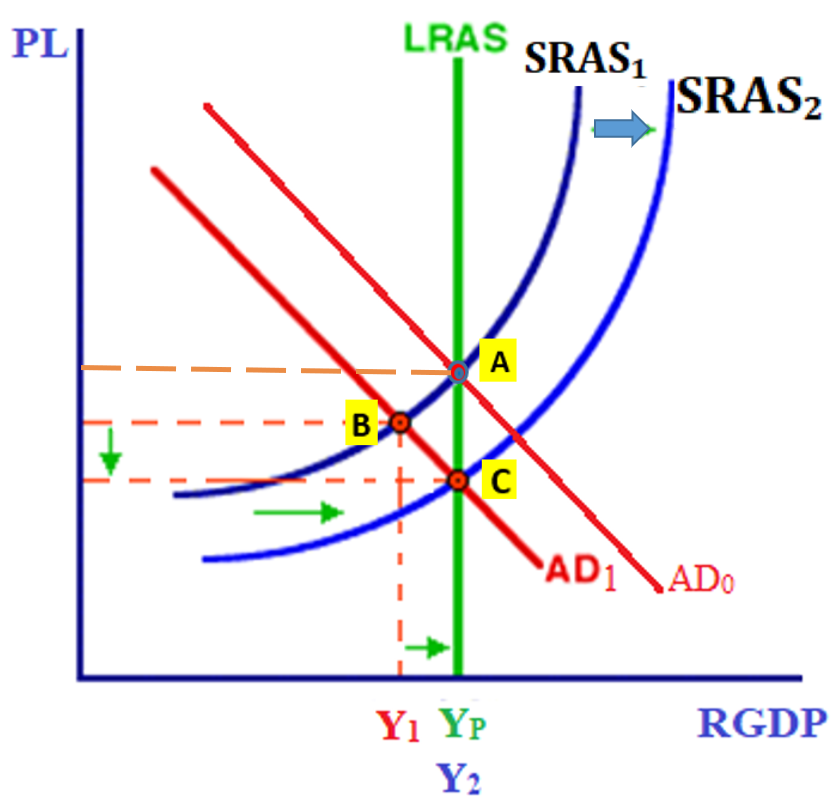 PL
LRAS
SRAS₁
SRAS₂
A
B
C
AD₁
AD₀
Y₁
Yₚ
RGDP
Y₂